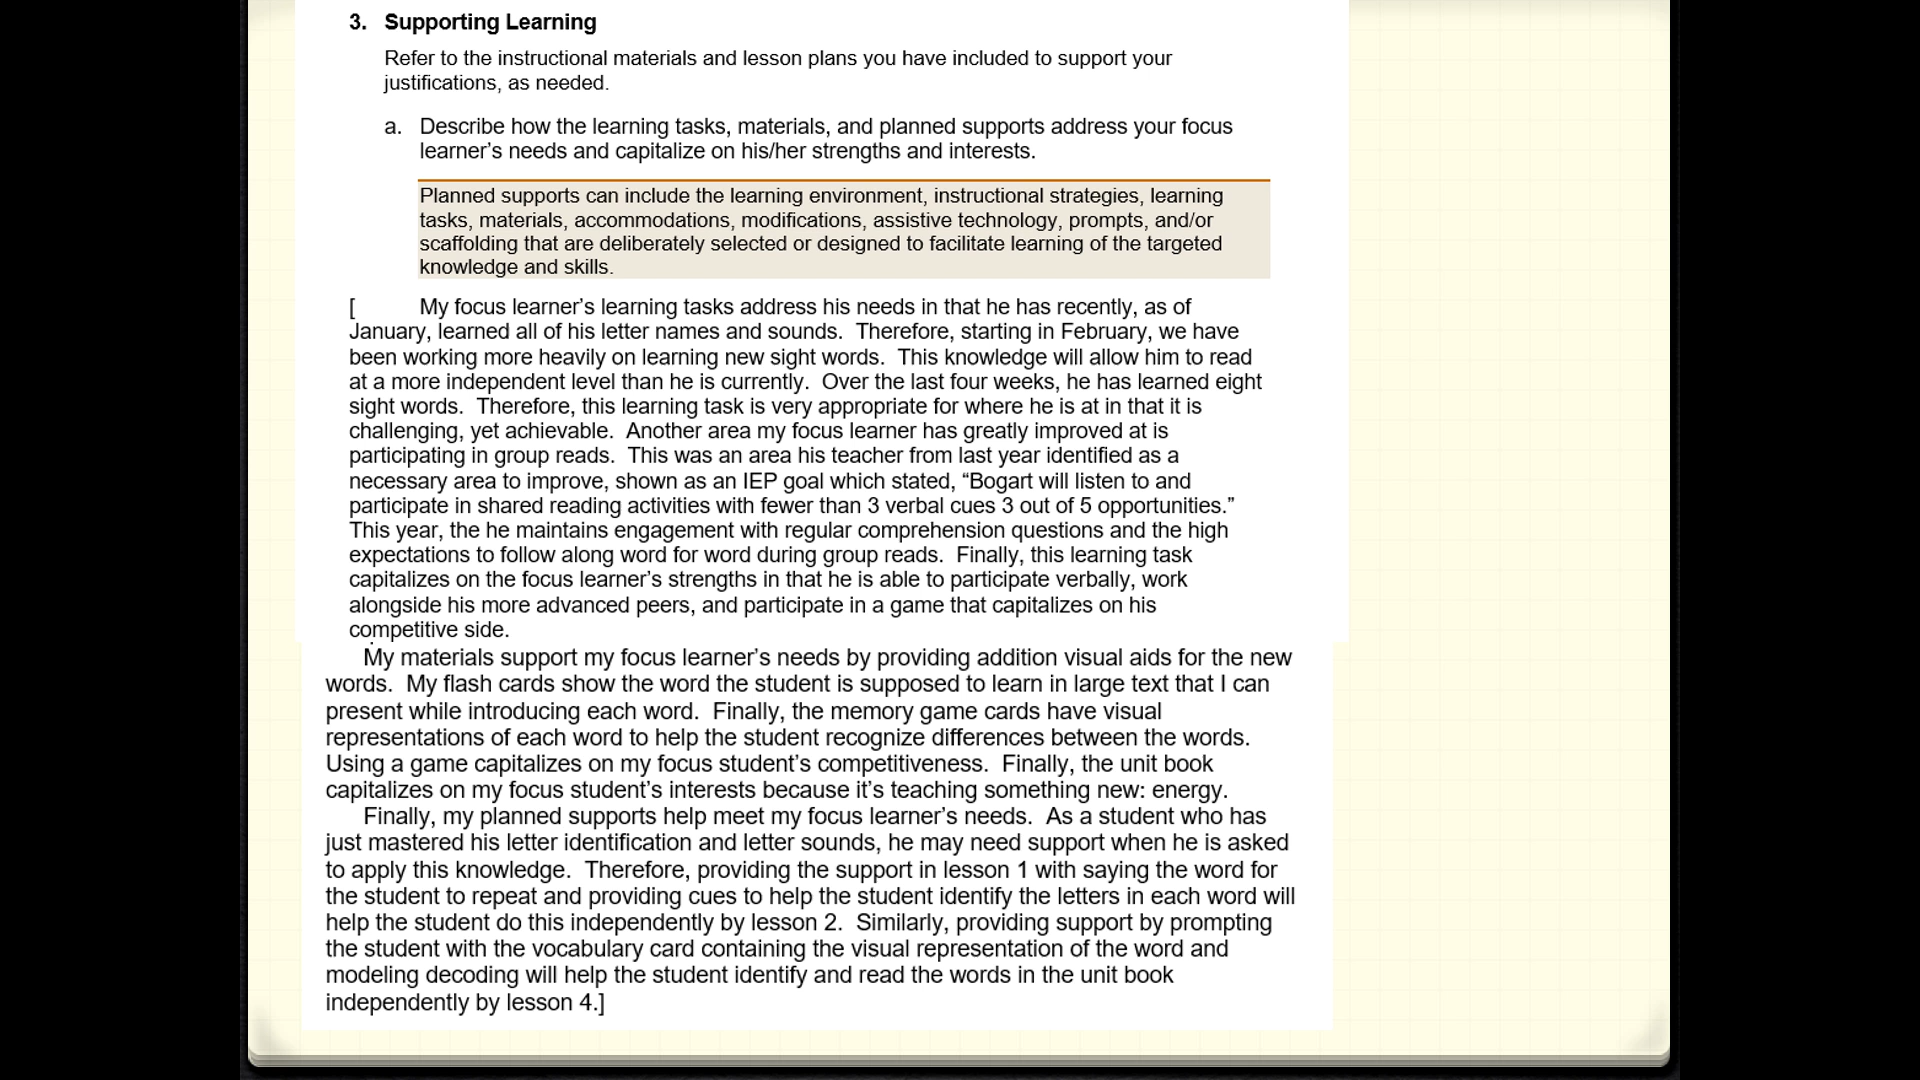 3. Supporting Learning
Refer to the instructional materials and lesson plans you have included to support your
justifications, as needed.
a. Describe how the learning tasks, materials, and planned supports address your focus
learner's needs and capitalize on his/her strengths and interests.
Planned supports can include the learning environment, instructional strategies, learning
tasks, materials, accommodations, modifications, assistive technology, prompts, and/or
scaffolding that are deliberately selected or designed to facilitate learning of the targeted
knowledge and skills.
[ My focus learner's learning tasks address his needs in that he has recently, as of
January, learned all of his letter names and sounds. Therefore, starting in February, we have
been working more heavily on learning new sight words. This knowledge will allow him to read
at a more independent level than he is currently. Over the last four weeks, he has learned eight
sight words. Therefore, this learning task is very appropriate for where he is at in that it is
challenging, yet achievable. Another area my focus learner has greatly improved at is
participating in group reads. This was an area his teacher from last year identified as a
necessary area to improve, shown as an IEP goal which stated, “Bogart will listen to and
participate in shared reading activities with fewer than 3 verbal cues 3 out of 5 opportunities.”
This year, the he maintains engagement with regular comprehension questions and the high
expectations to follow along word for word during group reads. Finally, this learning task
capitalizes on the focus learner's strengths in that he is able to participate verbally, work
alongside his more advanced peers, and participate in a game that capitalizes on his
competitive side.
My materials support my focus learner's needs by providing addition visual aids for the new
words. My flash cards show the word the student is supposed to learn in large text that I can
present while introducing each word. Finally, the memory game cards have visual
representations of each word to help the student recognize differences between the words.
Using a game capitalizes on my focus student's competitiveness. Finally, the unit book
capitalizes on my focus student's interests because it's teaching something new: energy.
Finally, my planned supports help meet my focus learner's needs. As a student who has
just mastered his letter identification and letter sounds, he may need support when he is asked
to apply this knowledge. Therefore, providing the support in lesson 1 with saying the word for
the student to repeat and providing cues to help the student identify the letters in each word will
help the student do this independently by lesson 2. Similarly, providing support by prompting
the student with the vocabulary card containing the visual representation of the word and
modeling decoding will help the student identify and read the words in the unit book
independently by lesson 4.]